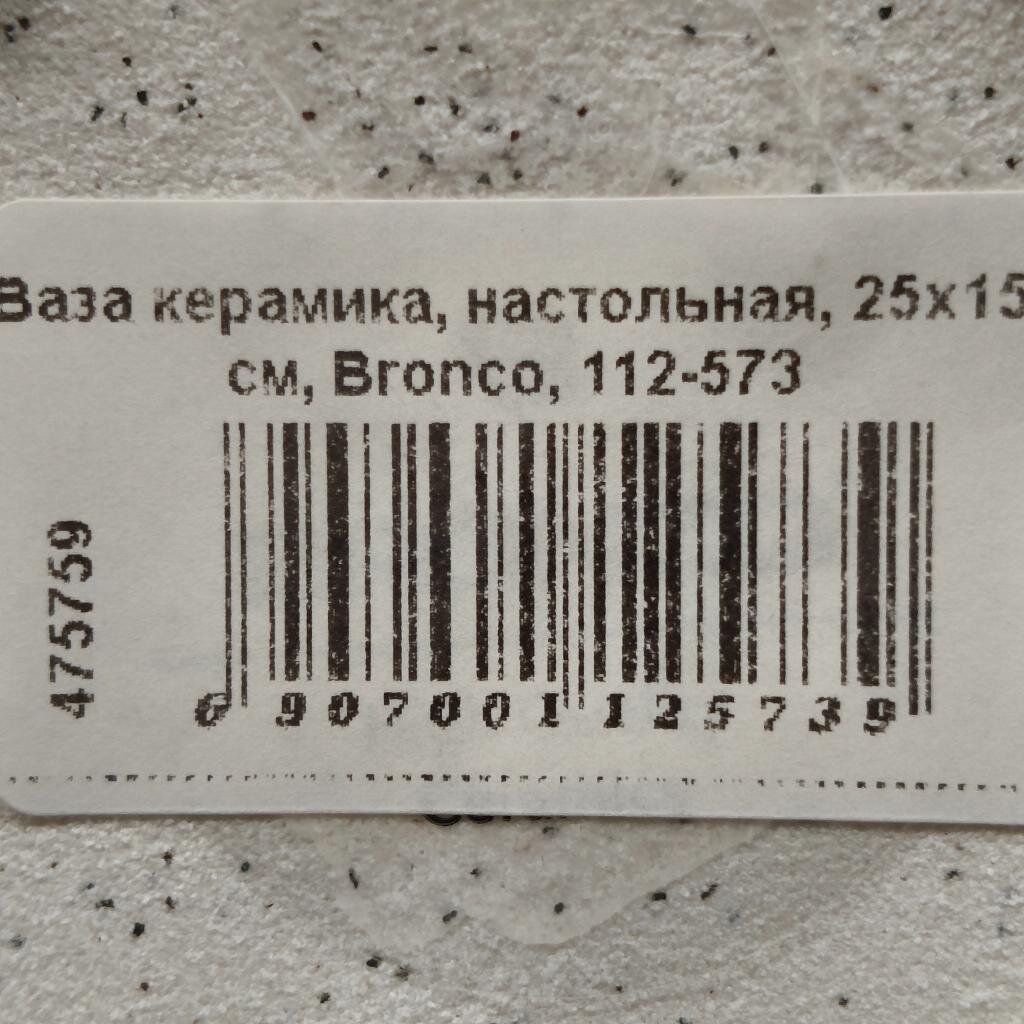 Ваза керамика, настольная, 25х15
см, Bronco, 112-573
475759
0 907001 125739